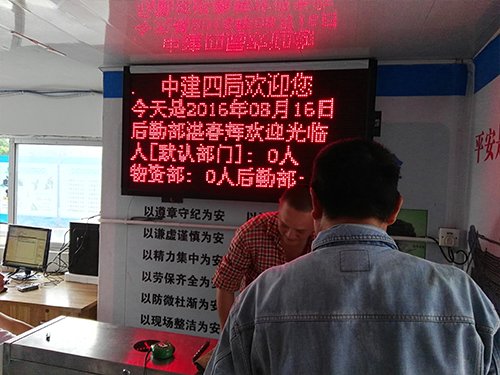 中建四局欢迎您
今天是2016年08月16日
后勤部湛春辉欢迎光临
人[默认部门]：0人
物资部：0人后勤部
以遵章守纪为安
以谦虚谨慎为安
以精力集中为安
以劳保齐全为安
以防微杜渐为安
以现场整洁为安
平安